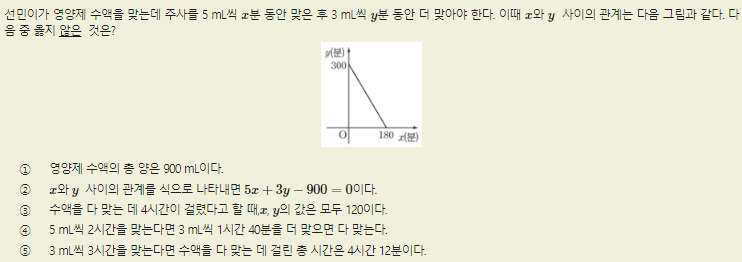 선민이가 영양제 수액을 맞는데 주사를 5 mL씩 x분 동안 맞은 후 3 mL씩 y분 동안 더 맞아야 한다. 이때 x와 y 사이의 관계는 다음 그림과 같다. 다
음 중 옳지 않은 것은?
y(분)
300
O 180 x(분)
① 영양제 수액의 총 양은 900 mL이다.
② x와 y 사이의 관계를 식으로 나타내면 5x + 3y − 900 = 0이다.
③ 수액을 다 맞는 데 4시간이 걸렸다고 할 때,x, y의 값은 모두 120이다.
④ 5 mL씩 2시간을 맞는다면 3 mL씩 1시간 40분을 더 맞으면 다 맞는다.
⑤ 3 mL씩 3시간을 맞는다면 수액을 다 맞는 데 걸린 총 시간은 4시간 12분이다.